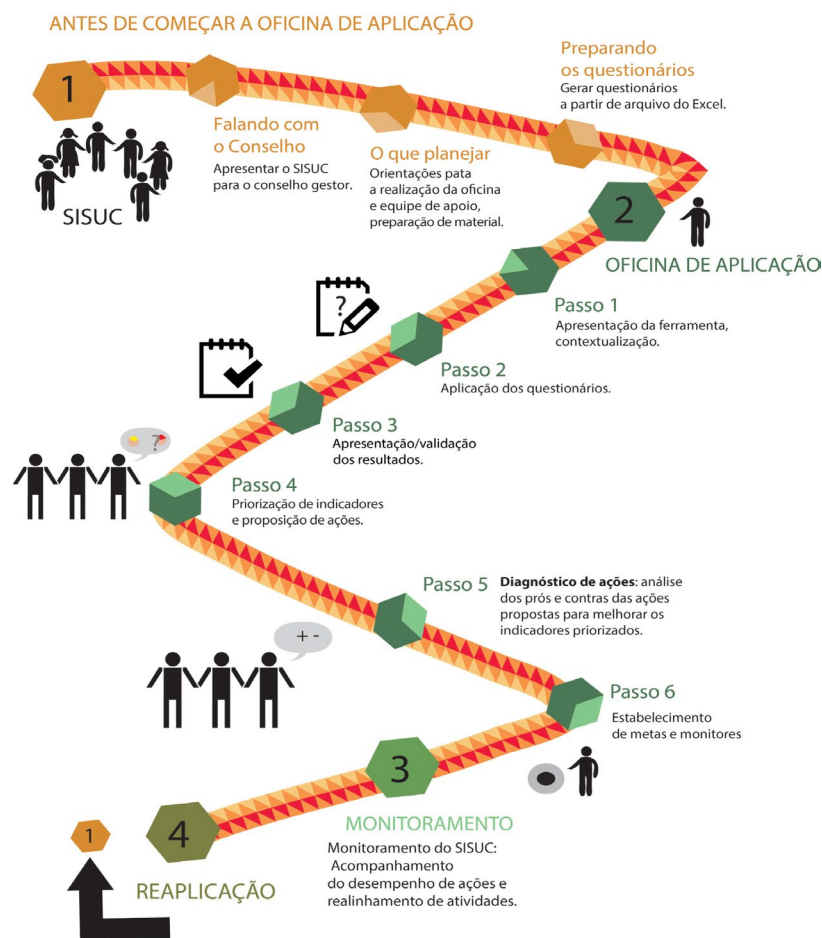 ANTES DE COMEÇAR A OFICINA DE APLICAÇÃO
1
SISUC
Falando com
o Conselho
Apresentar o SISUC
para o conselho gestor.
O que planejar
Orientações pata
a realização da oficina
e equipe de apoio,
preparação de material.
Preparando
os questionários
Gerar questionários
a partir de arquivo do Excel.
2
OFICINA DE APLICAÇÃO
Passo 1
Apresentação da ferramenta,
contextualização.
?
Passo 2
Aplicação dos questionários.
Passo 3
Apresentação/validação
dos resultados.
?
Passo 4
Priorização de indicadores
e proposição de ações.
Passo 5
Diagnóstico de ações: análise
dos prós e contras das ações
propostas para melhorar os
indicadores priorizados.
+ -
Passo 6
Estabelecimento
de metas e monitores
3
MONITORAMENTO
Monitoramento do SISUC:
Acompanhamento
do desempenho de ações e
realinhamento de atividades.
4
REAPLICAÇÃO
1